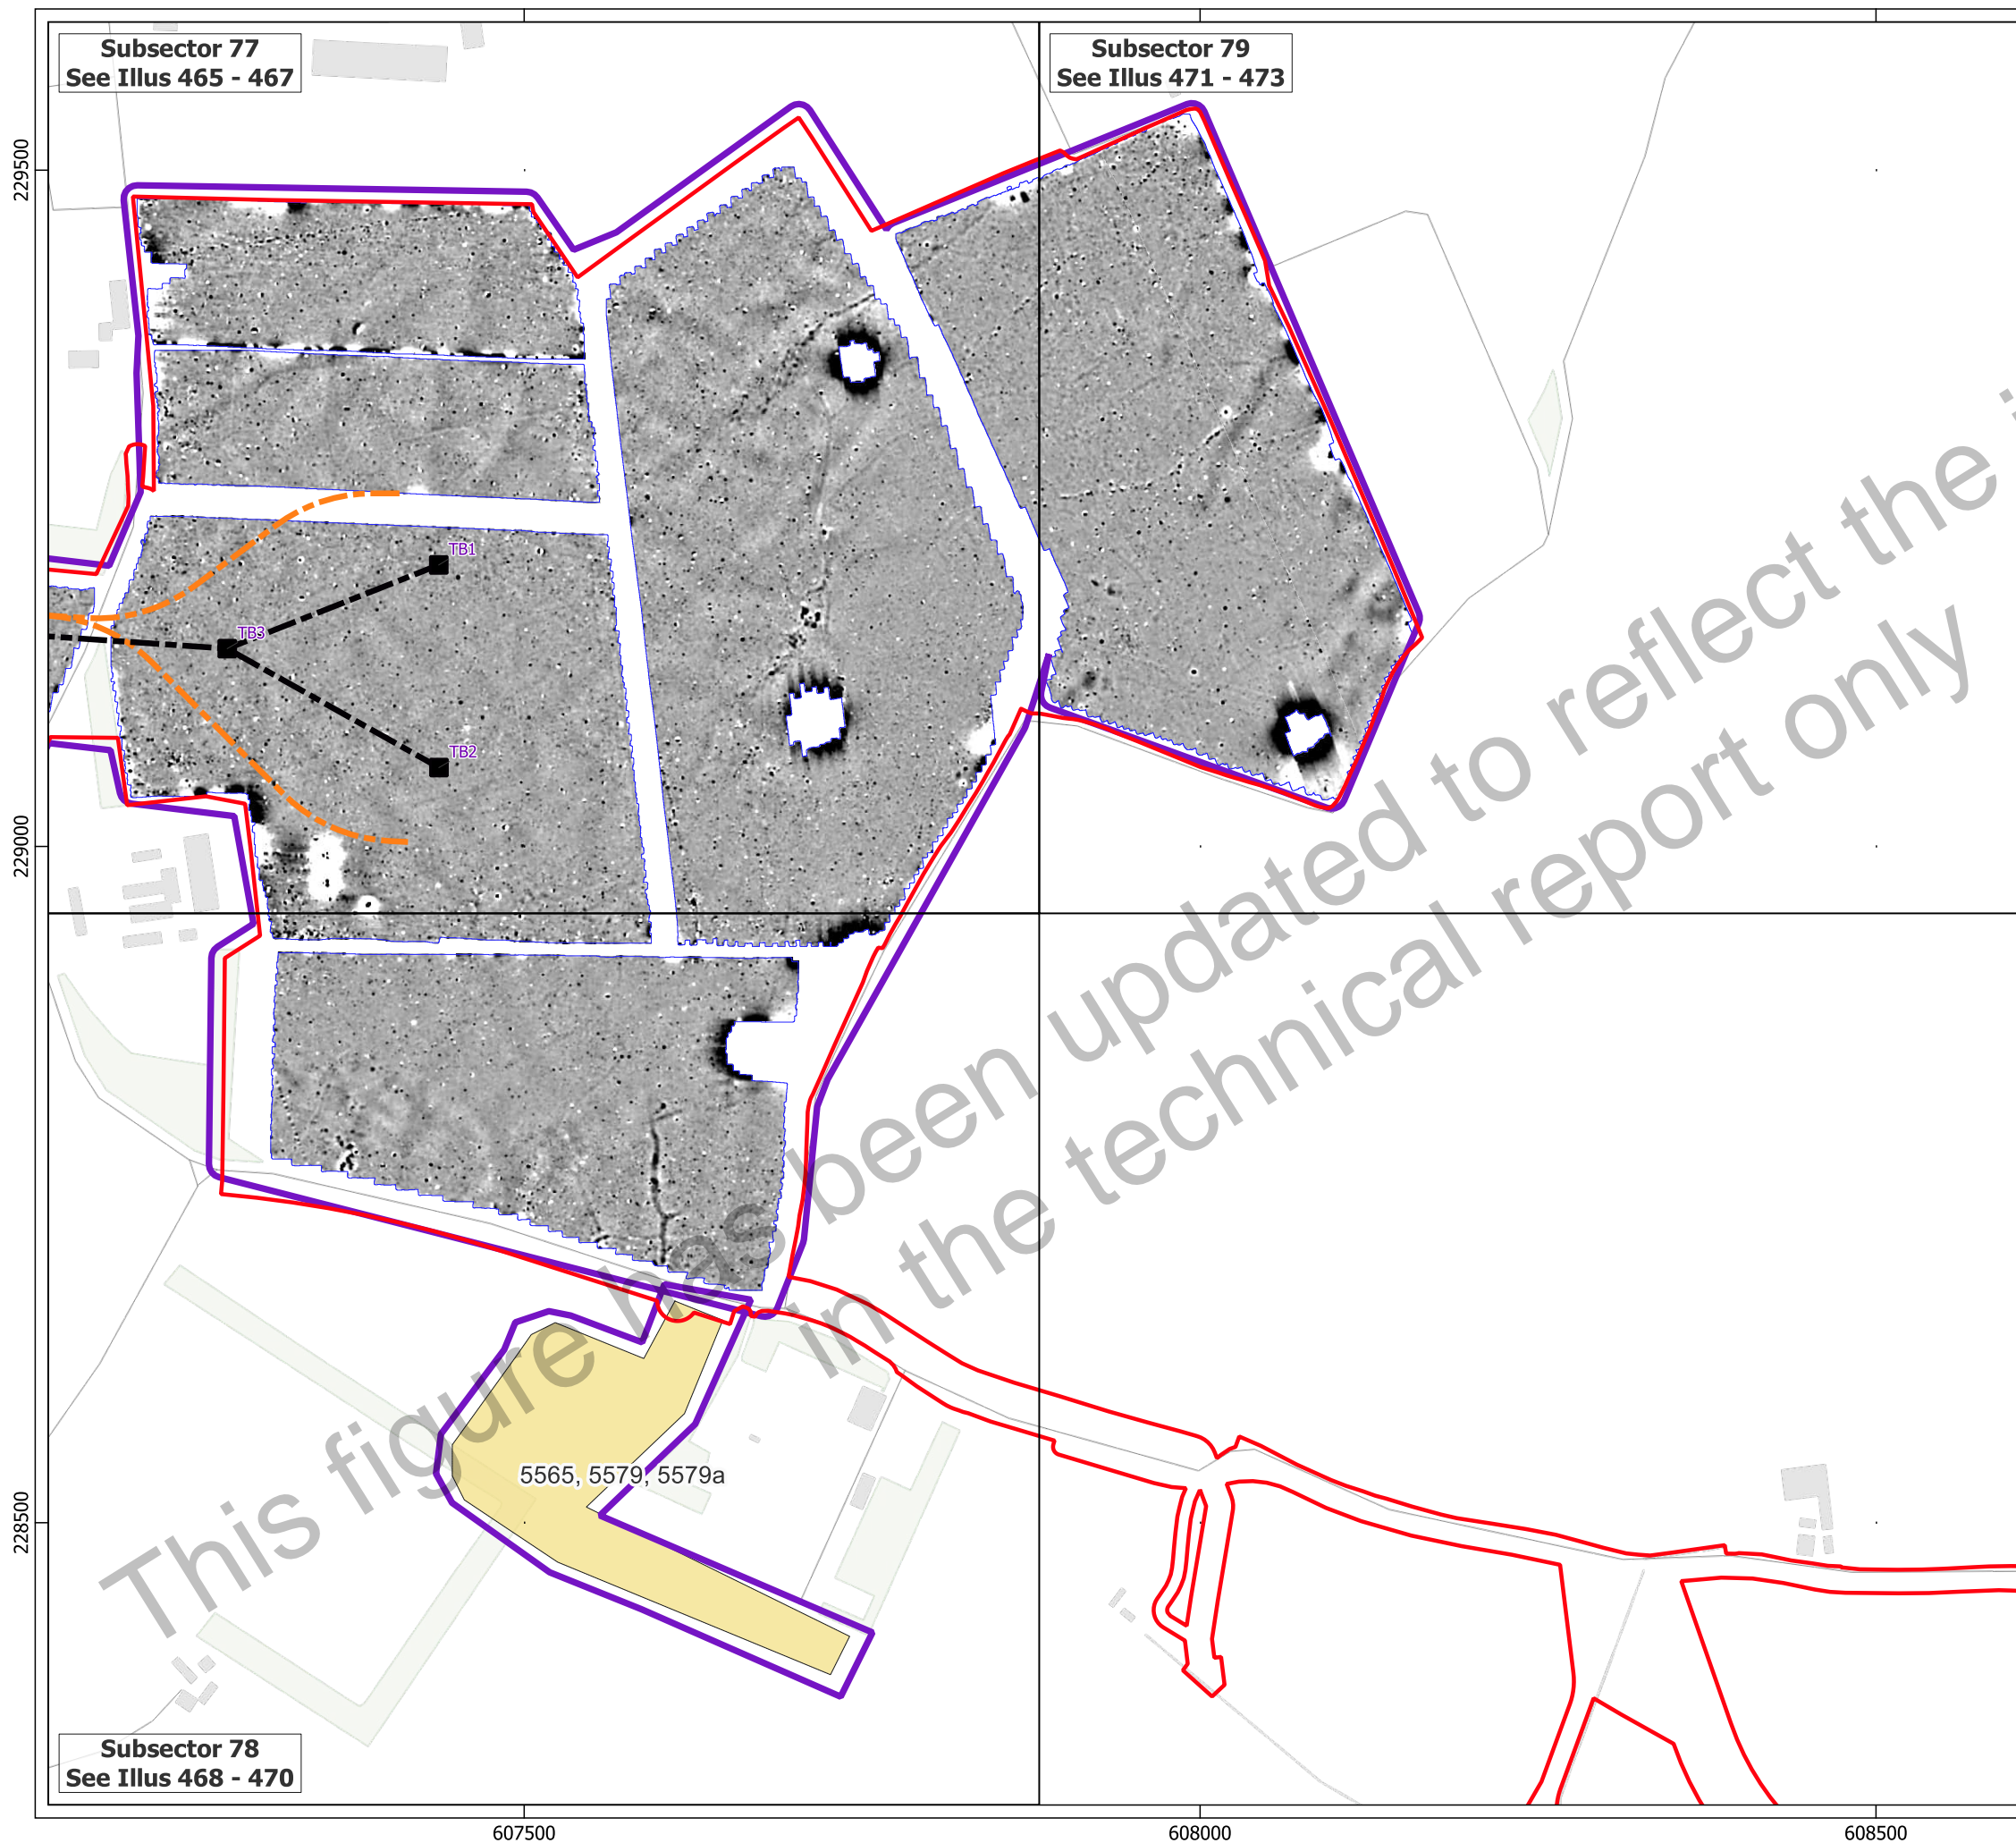 Subsector 77
See Illus 465 - 467
Subsector 79
See Illus 471 - 473
229500
TB1
TB3
TB2
229000
This figure has been updated to reflect the
in the technical report only
5565, 5579, 5579a
228500
Subsector 78
See Illus 468 - 470
607500
608000
608500